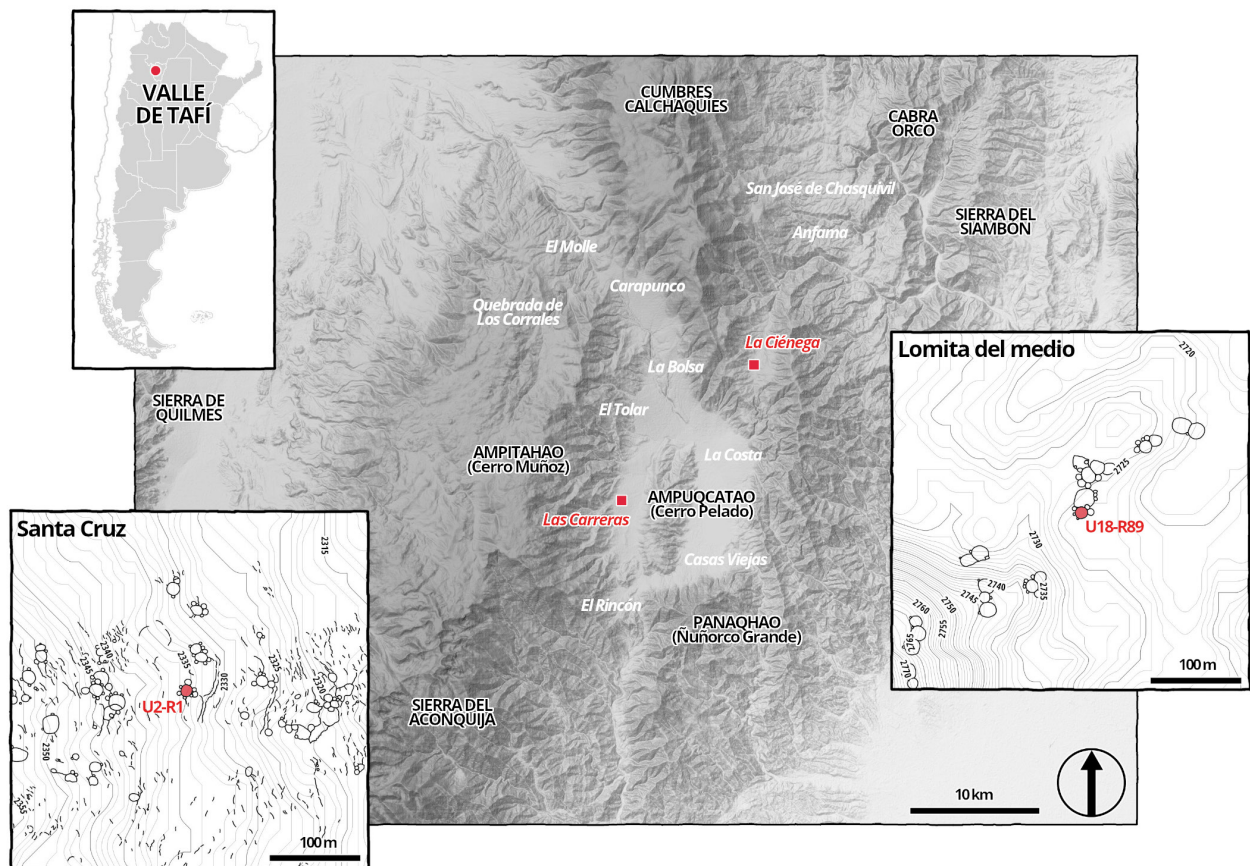 VALLE
DE TAFÍ
CUMBRES
CALCHAQUIES
CABRA
ORCO
San José de Chasquivil
SIERRA DEL
SIAMBÓN
Anfama
El Molle
Carapunco
Quebrada de
Los Corrales
La Ciénega
La Bolsa
SIERRA DE
QUILMES
El Tolar
AMPITAHAO
(Cerro Muñoz)
La Costa
AMPUQCATAO
(Cerro Pelado)
Las Carreras
Casas Viejas
El Rincón
PANAQHAO
(Ñuñorco Grande)
SIERRA DEL
ACONQUIJA
10 km
Lomita del medio
2720
2725
U18-R89
2730
2740
2735
2745
2750
2760
2755
2765
2770
100 m
Santa Cruz
2315
2340
2335
2345
2325
2330
2320
U2-R1
2350
2355
100 m